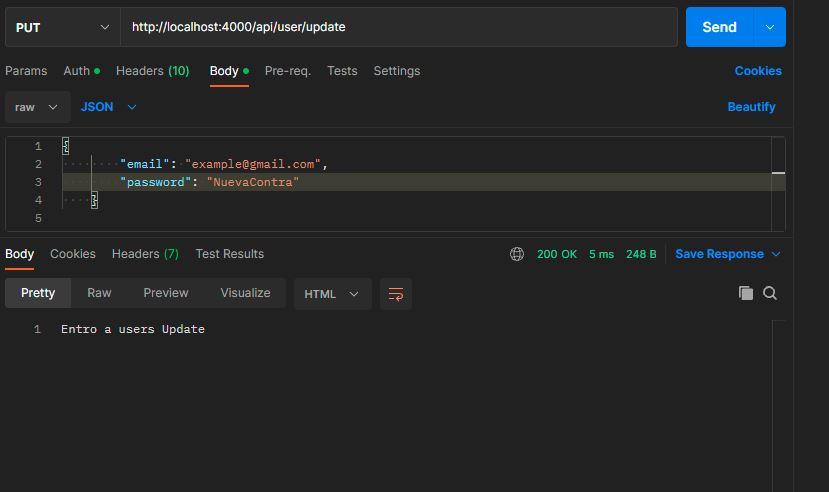 PUT http://localhost:4000/api/user/update Send
Params Auth Headers (10) Body Pre-req. Tests Settings Cookies
raw JSON Beautify
1 {
2 "email": "example@gmail.com",
3 "password": "NuevaContra"
4 }
5
Body Cookies Headers (7) Test Results 200 OK 5 ms 248 B Save Response
Pretty Raw Preview Visualize HTML
1 Entro a users Update